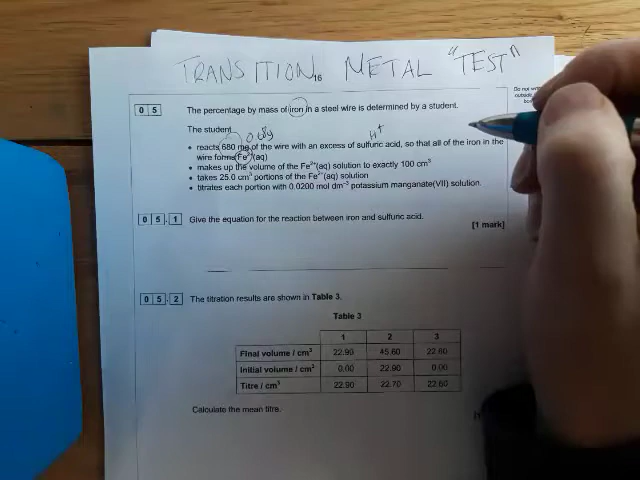 TRANSITION METAL "TEST"
16
Do not wr
outside
bo
0 5 The percentage by mass of iron in a steel wire is determined by a student.
The student
0.68g
H⁺
• reacts 680 mg of the wire with an excess of sulfuric acid, so that all of the iron in the
wire forms Fe²⁺(aq)
• makes up the volume of the Fe²⁺(aq) solution to exactly 100 cm³
• takes 25.0 cm³ portions of the Fe²⁺(aq) solution
• titrates each portion with 0.0200 mol dm⁻³ potassium manganate(VII) solution.
0 5 . 1 Give the equation for the reaction between iron and sulfuric acid.
[1 mark]
0 5 . 2 The titration results are shown in Table 3.
Table 3
1 2 3
Final volume / cm³ 22.90 45.60 22.60
Initial volume / cm³ 0.00 22.90 0.00
Titre / cm³ 22.90 22.70 22.60
Calculate the mean titre.